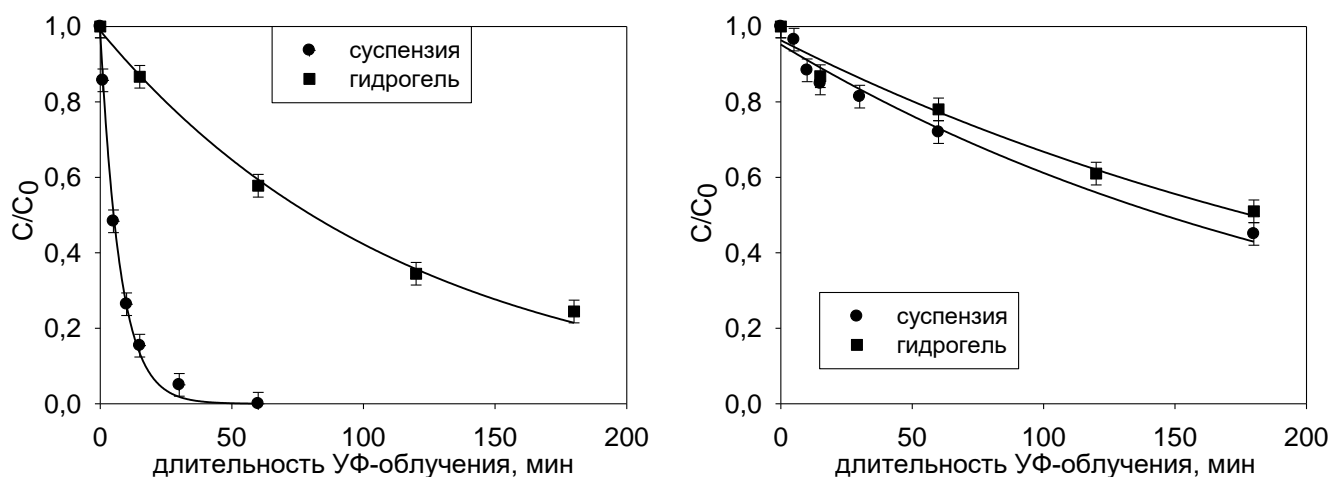 C/C0
1,0
0,8
0,6
0,4
0,2
0,0
суспензия
гидрогель
0 50 100 150 200
длительность УФ-облучения, мин
C/C0
1,0
0,8
0,6
0,4
0,2
0,0
суспензия
гидрогель
0 50 100 150 200
длительность УФ-облучения, мин